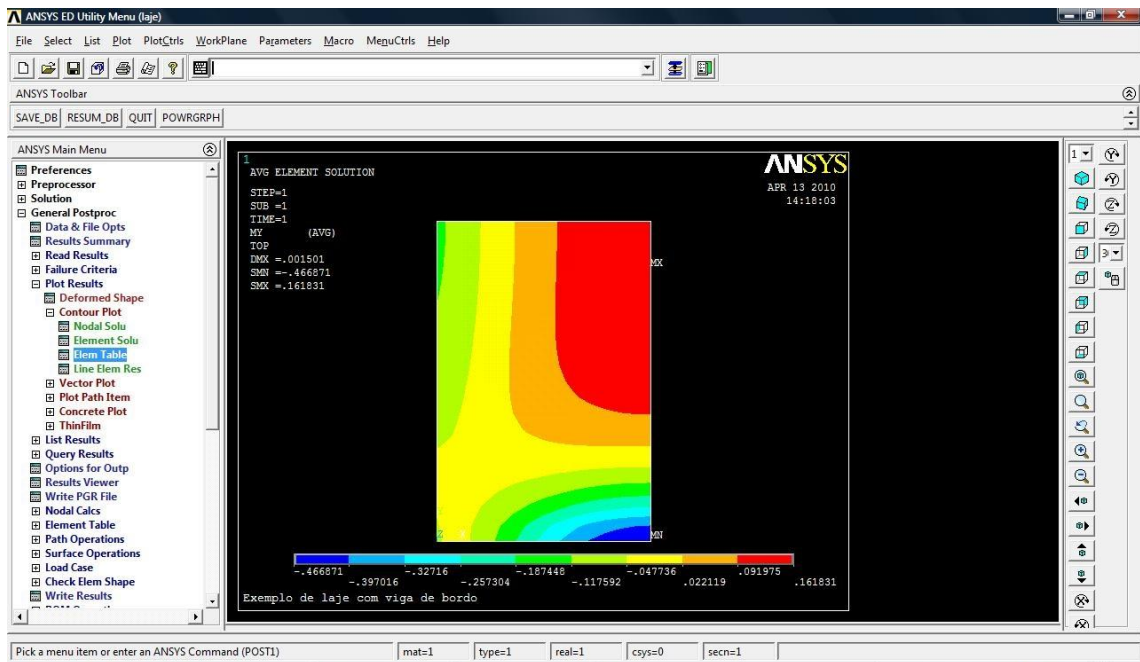 ANSYS ED Utility Menu (laje)
File Select List Plot PlotCtrls WorkPlane Parameters Macro MenuCtrls Help
ANSYS Toolbar
SAVE_DB RESUM_DB QUIT POWRGRPH
ANSYS Main Menu
Preferences
Preprocessor
Solution
General Postproc
Data & File Opts
Results Summary
Read Results
Failure Criteria
Plot Results
Deformed Shape
Contour Plot
Nodal Solu
Element Solu
Elem Table
Line Elem Res
Vector Plot
Plot Path Item
Concrete Plot
ThinFilm
List Results
Query Results
Options for Outp
Results Viewer
Write PGR File
Nodal Calcs
Element Table
Path Operations
Surface Operations
Load Case
Check Elem Shape
Write Results
1
AVG ELEMENT SOLUTION
STEP=1
SUB =1
TIME=1
MY (AVG)
TOP
DMX =.001501
SMN =-.466871
SMX =.161831
ANSYS
APR 13 2010
14:18:03
MX
Z
MN
-.466871 -.32716 -.187448 -.047736 .091975
-.397016 -.257304 -.117592 .022119 .161831
Exemplo de laje com viga de bordo
1
Pick a menu item or enter an ANSYS Command (POST1) mat=1 type=1 real=1 csys=0 secn=1